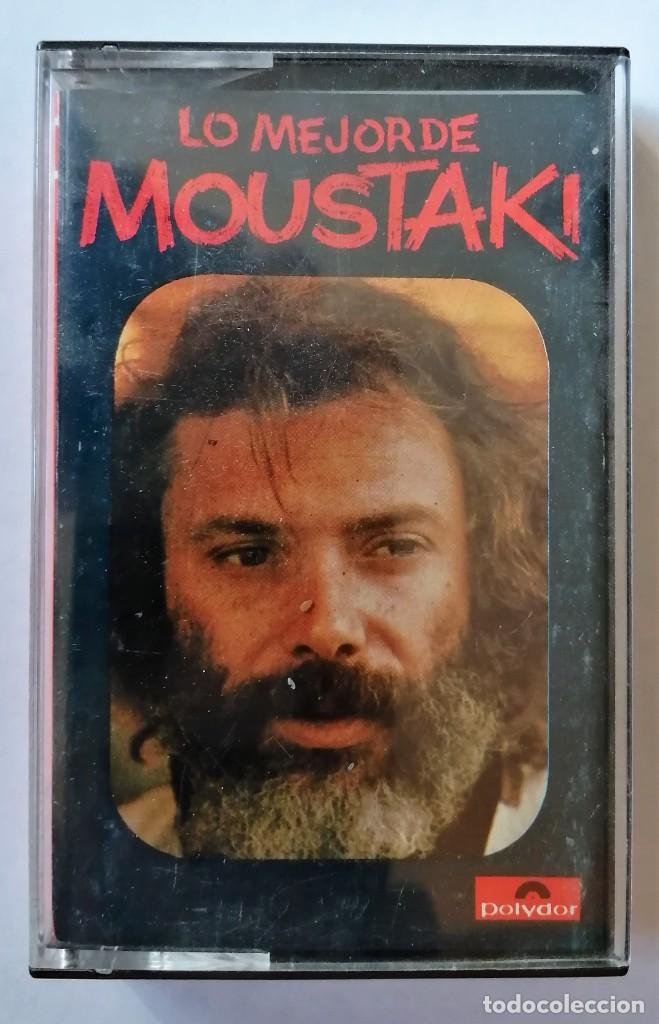 LO MEJOR DE
MOUSTAKI
polydor
todocoleccion